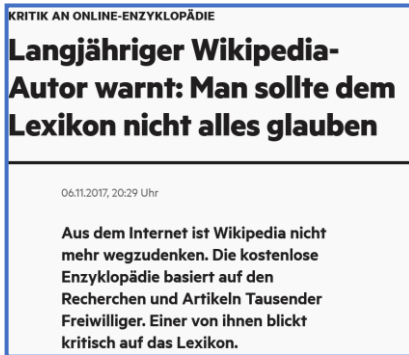 KRITIK AN ONLINE-ENZYKLOPÄDIE
Langjähriger Wikipedia-
Autor warnt: Man sollte dem
Lexikon nicht alles glauben
06.11.2017, 20:29 Uhr
Aus dem Internet ist Wikipedia nicht
mehr wegzudenken. Die kostenlose
Enzyklopädie basiert auf den
Recherchen und Artikeln Tausender
Freiwilliger. Einer von ihnen blickt
kritisch auf das Lexikon.